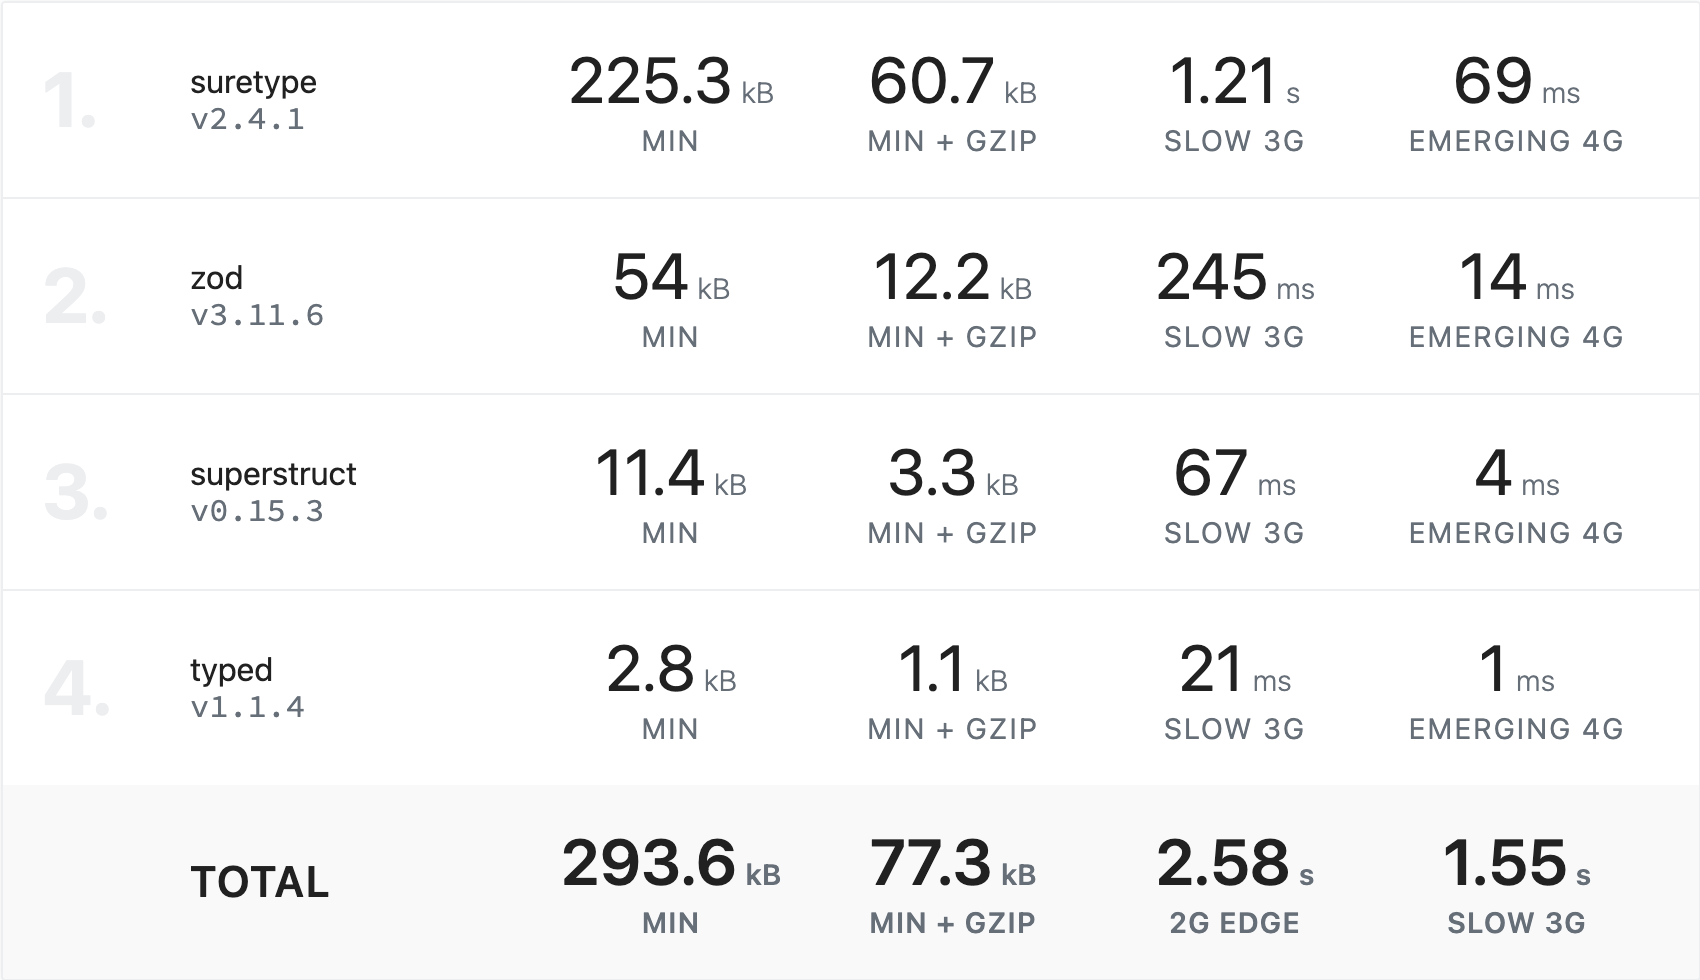 1.
suretype
v2.4.1
225.3 kB
MIN
60.7 kB
MIN + GZIP
1.21 s
SLOW 3G
69 ms
EMERGING 4G
2.
zod
v3.11.6
54 kB
MIN
12.2 kB
MIN + GZIP
245 ms
SLOW 3G
14 ms
EMERGING 4G
3.
superstruct
v0.15.3
11.4 kB
MIN
3.3 kB
MIN + GZIP
67 ms
SLOW 3G
4 ms
EMERGING 4G
4.
typed
v1.1.4
2.8 kB
MIN
1.1 kB
MIN + GZIP
21 ms
SLOW 3G
1 ms
EMERGING 4G
TOTAL
293.6 kB
MIN
77.3 kB
MIN + GZIP
2.58 s
2G EDGE
1.55 s
SLOW 3G